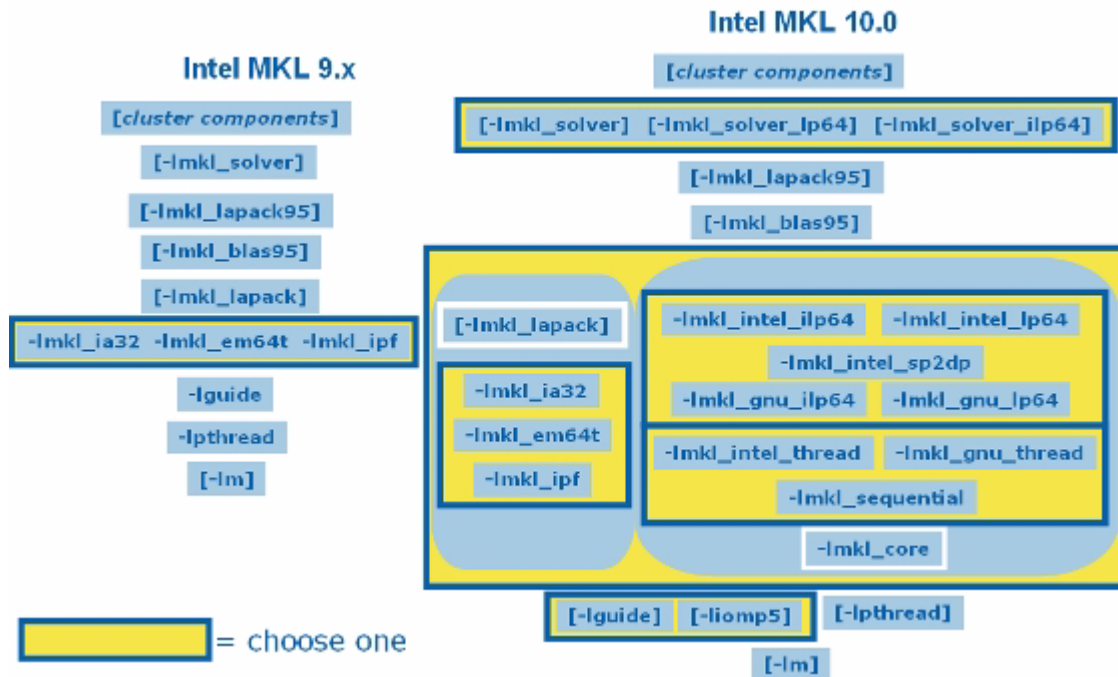 Intel MKL 9.x
[cluster components]
[-lmkl_solver]
[-lmkl_lapack95]
[-lmkl_blas95]
[-lmkl_lapack]
-lmkl_ia32 -lmkl_em64t -lmkl_ipf
-lguide
-lpthread
[-lm]
Intel MKL 10.0
[cluster components]
[-lmkl_solver] [-lmkl_solver_lp64] [-lmkl_solver_ilp64]
[-lmkl_lapack95]
[-lmkl_blas95]
[-lmkl_lapack]
-lmkl_ia32
-lmkl_em64t
-lmkl_ipf
-lmkl_intel_ilp64 -lmkl_intel_lp64
-lmkl_intel_sp2dp
-lmkl_gnu_ilp64 -lmkl_gnu_lp64
-lmkl_intel_thread -lmkl_gnu_thread
-lmkl_sequential
-lmkl_core
[-lguide] [-liomp5] [-lpthread]
[-lm]
= choose one